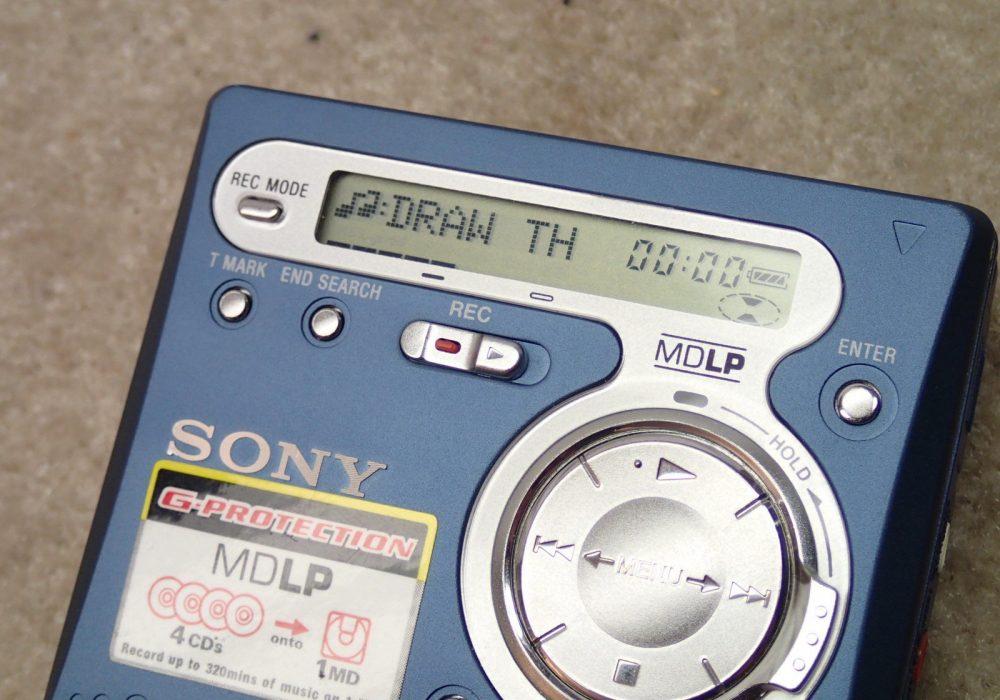 REC MODE
♫:DRAW TH 00:00
T MARK
END SEARCH
REC
MDLP
ENTER
HOLD
SONY
G-PROTECTION
MDLP
4 CD's onto 1 MD
Record up to 320mins of music on
MENU